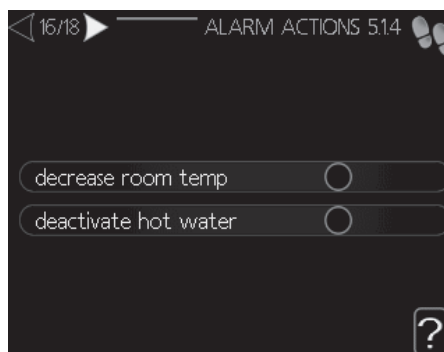 16/18 ALARM ACTIONS 5.1.4
decrease room temp
deactivate hot water
?